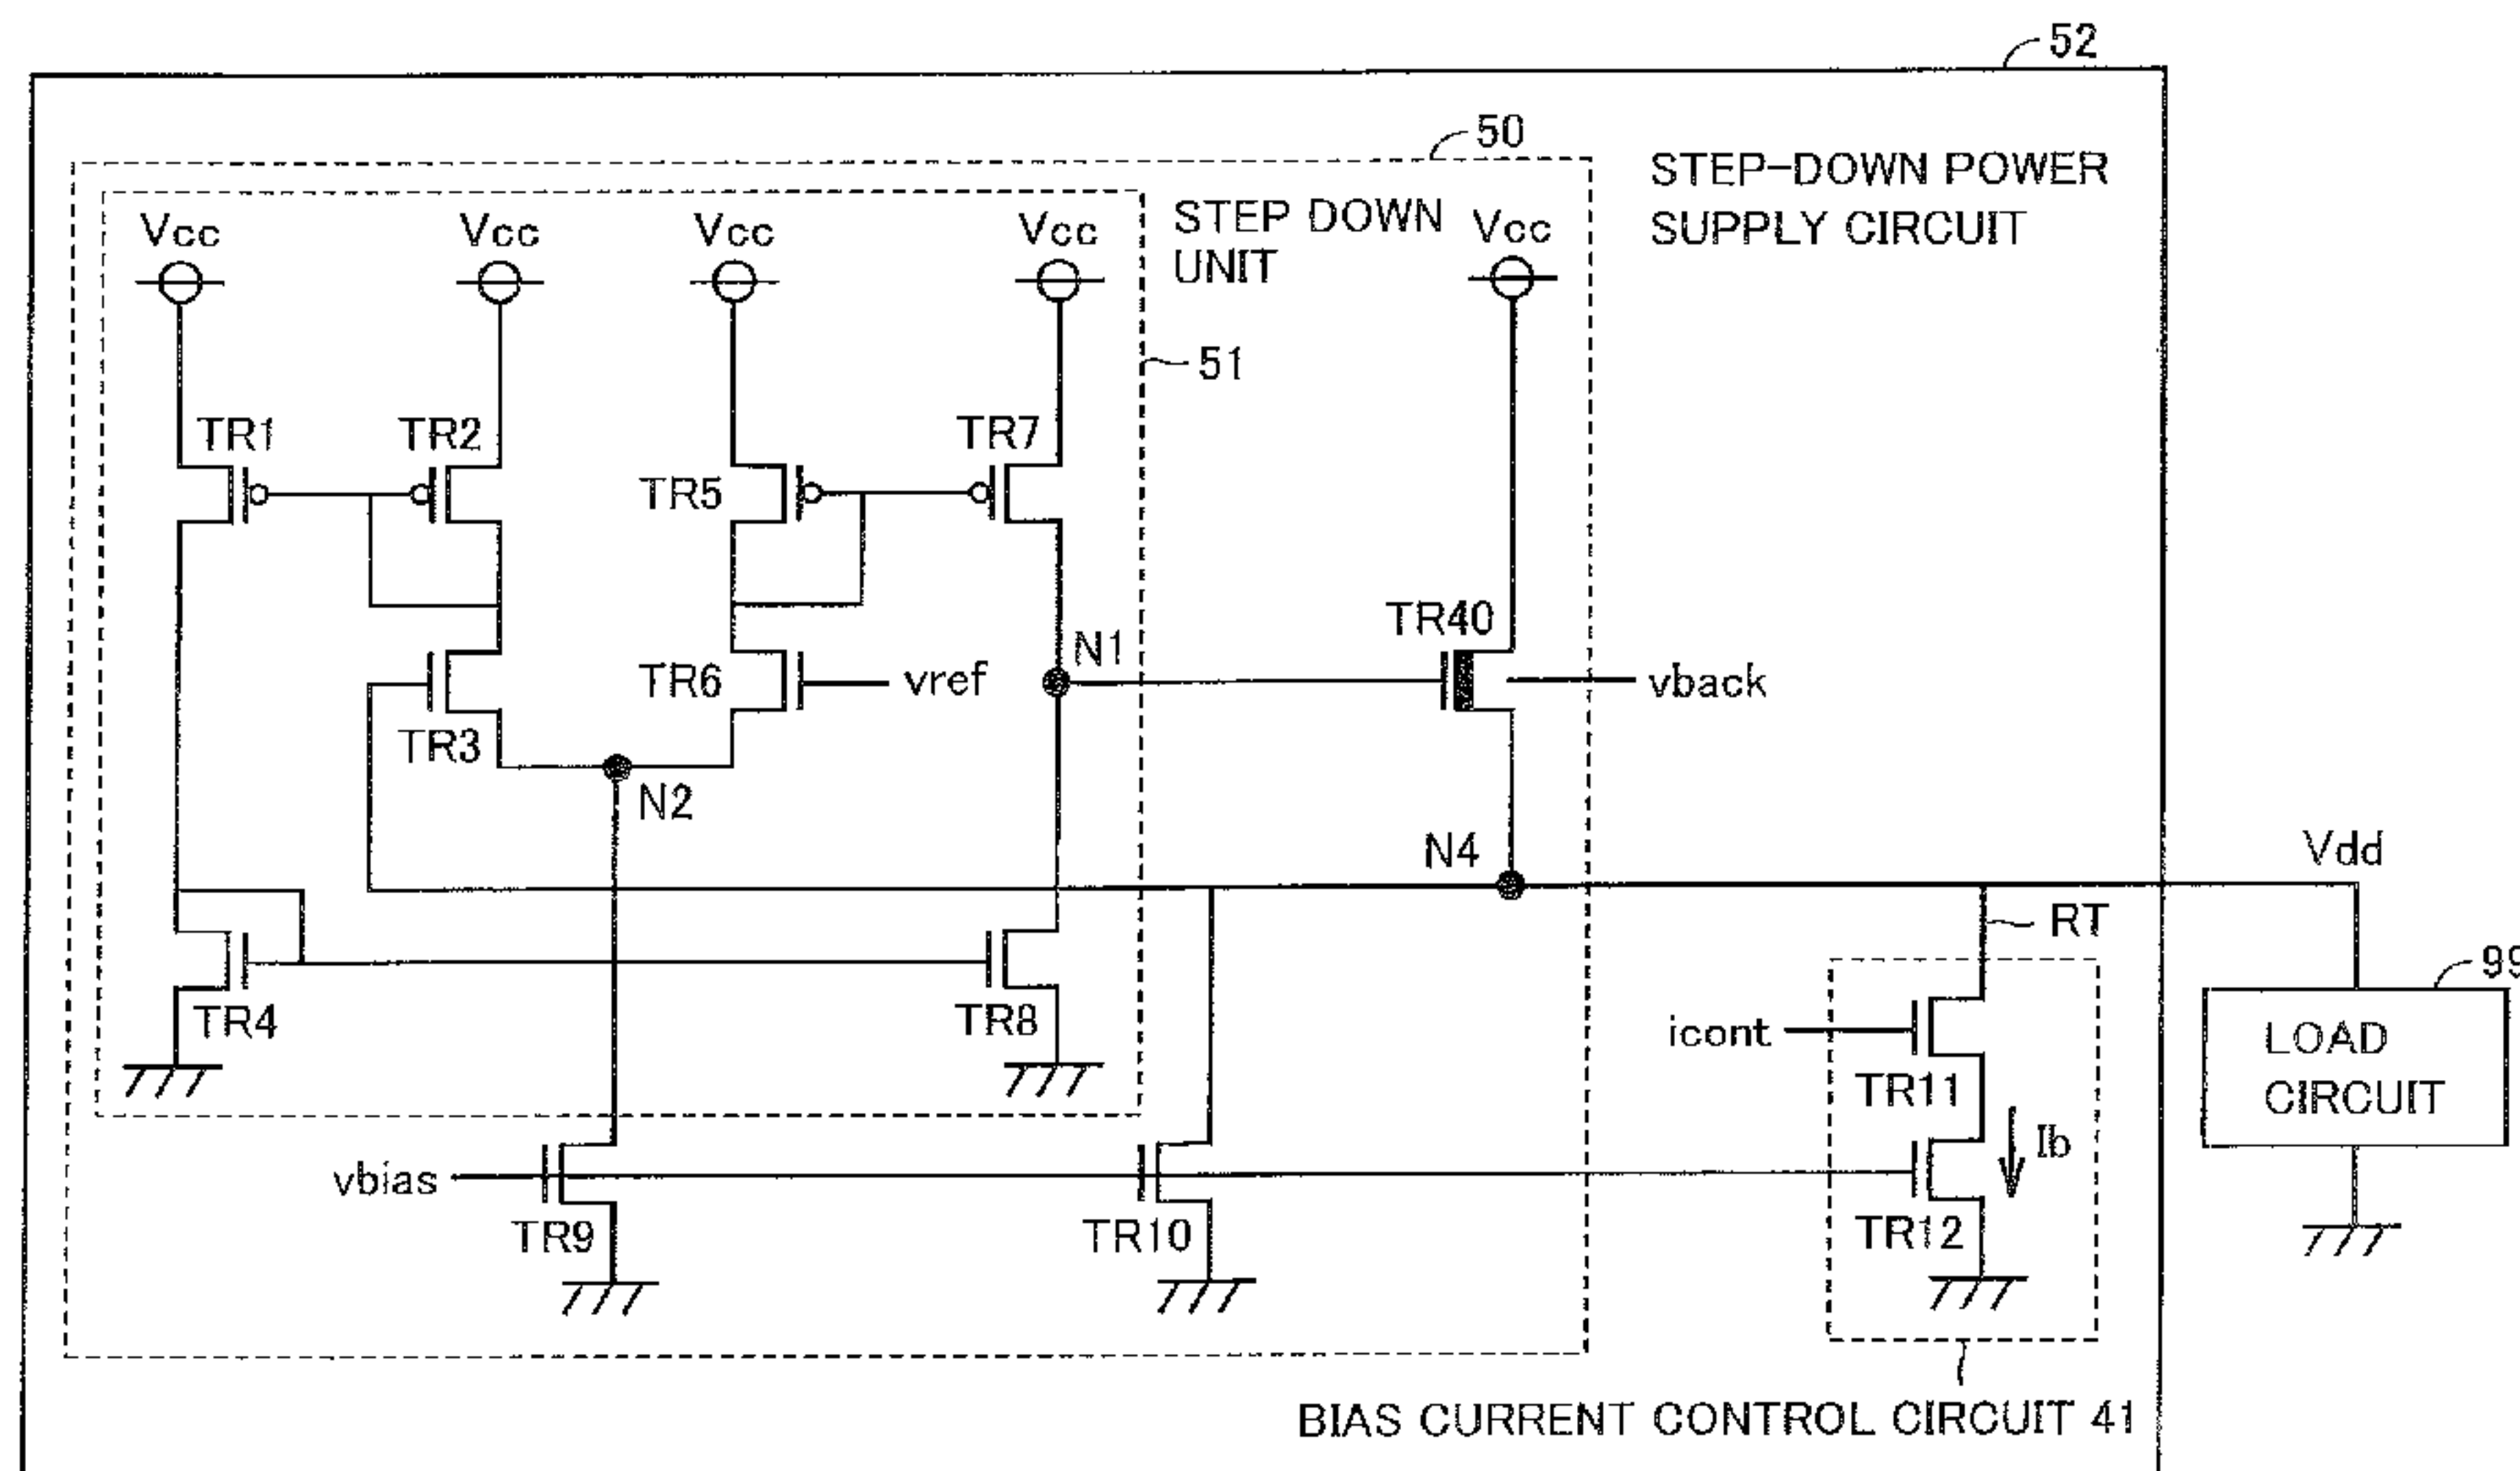 52
50
STEP-DOWN POWER
SUPPLY CIRCUIT
STEP DOWN
UNIT
Vcc
Vcc
Vcc
Vcc
Vcc
51
TR1
TR2
TR5
TR7
TR40
N1
TR3
TR6
vref
vback
N2
N4
Vdd
RT
99
TR4
TR8
icont
TR11
LOAD
CIRCUIT
Ib
vbias
TR9
TR10
TR12
BIAS CURRENT CONTROL CIRCUIT 41